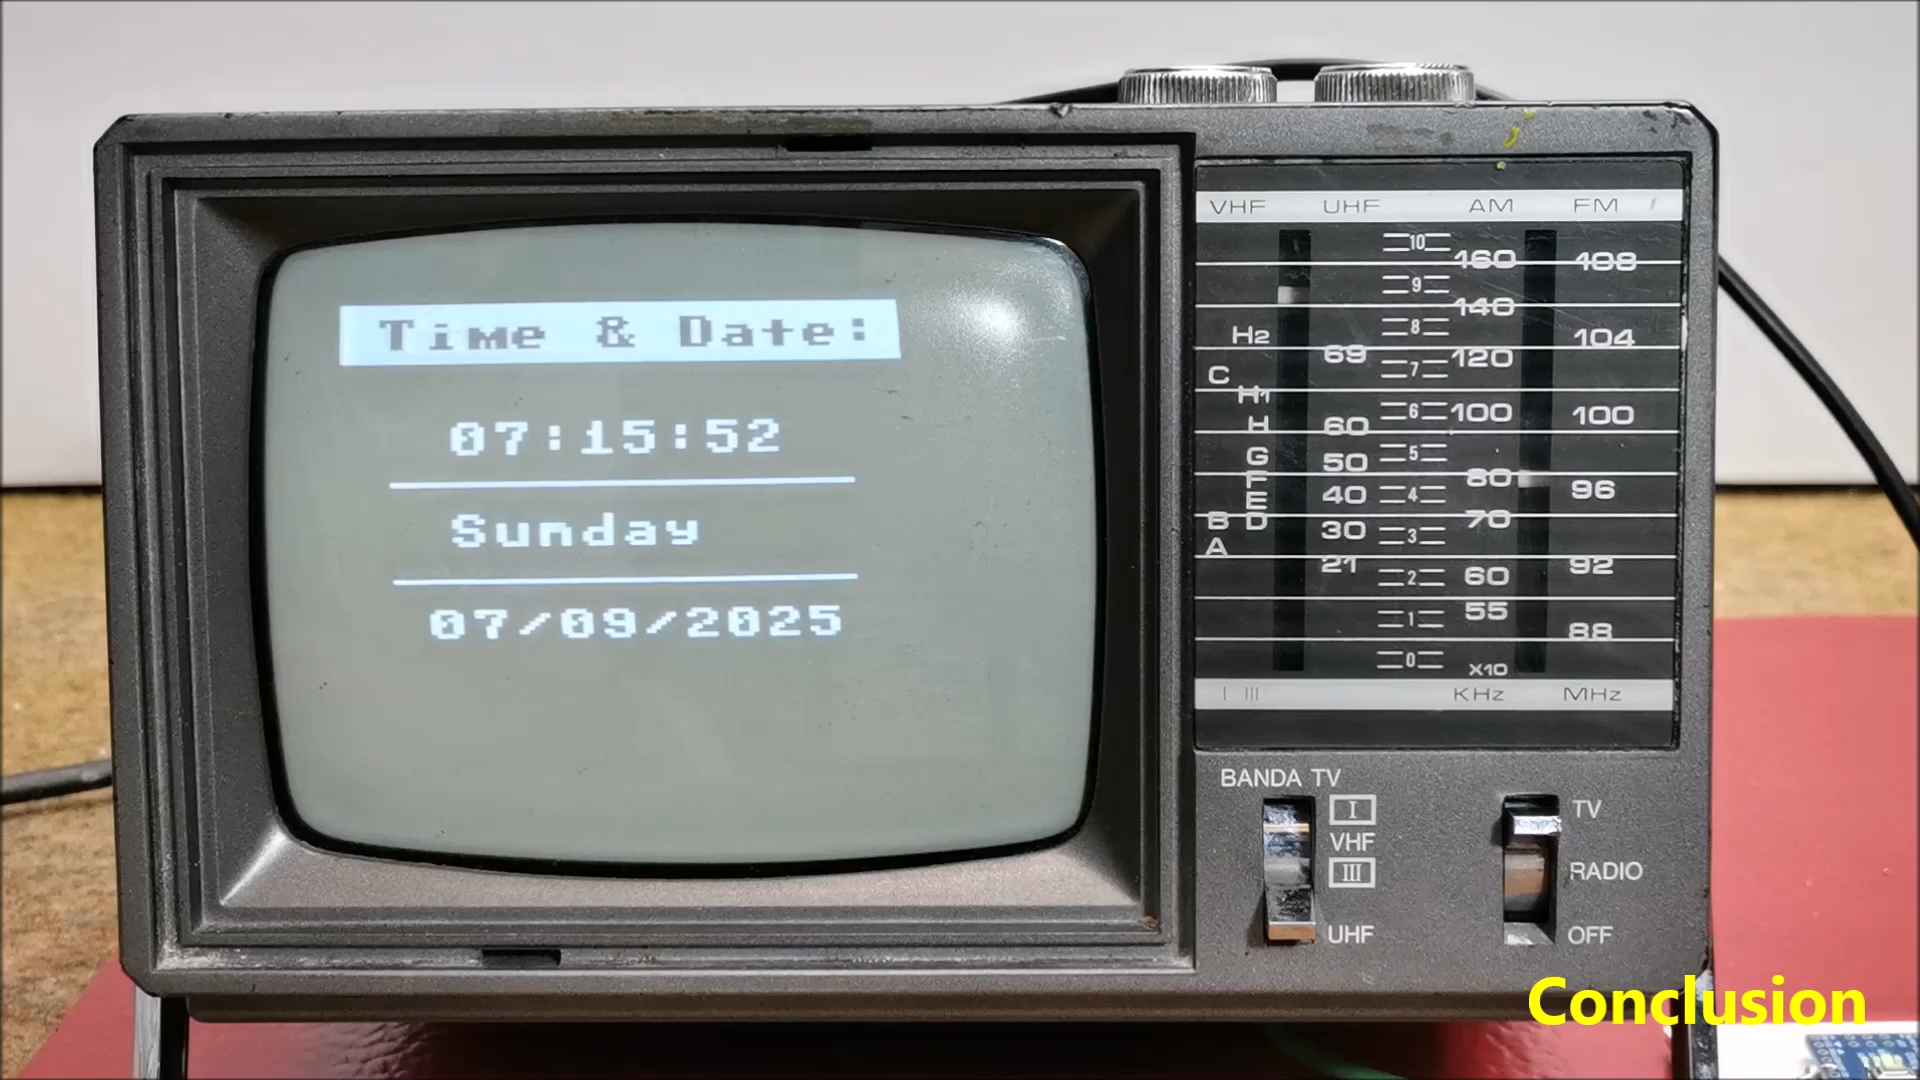 Time & Date:
07:15:52
Sunday
07/09/2025
VHF UHF AM FM
10
160 108
9
140
8
H2 104
69 120
7
C
H1
6 100 100
H 60
G 50 5
F 80
E 40 4 96
B D 30 70
A 3
21 92
2 60
1 55
88
0
X10
I III KHz MHz
BANDA TV
I TV
VHF
III RADIO
UHF OFF
Conclusion